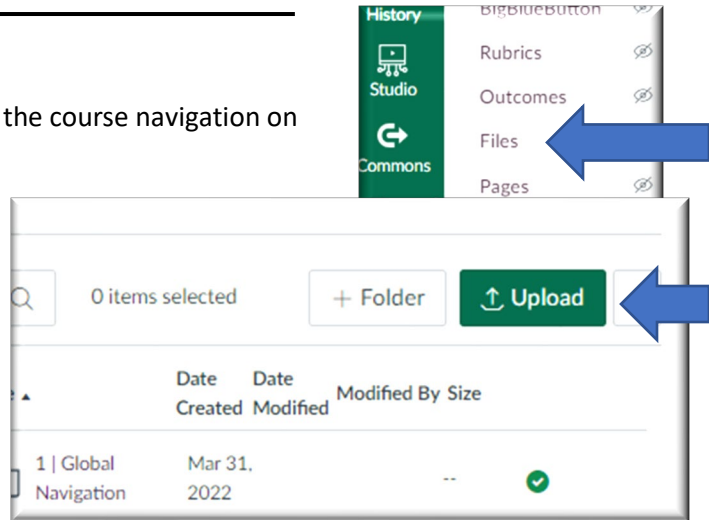 History
BigBlueButton
Rubrics
Studio
Outcomes
the course navigation on
Files
Commons
Pages
0 items selected
+ Folder
Upload
Date Created
Date Modified
Modified By
Size
1 | Global Navigation
Mar 31, 2022
--